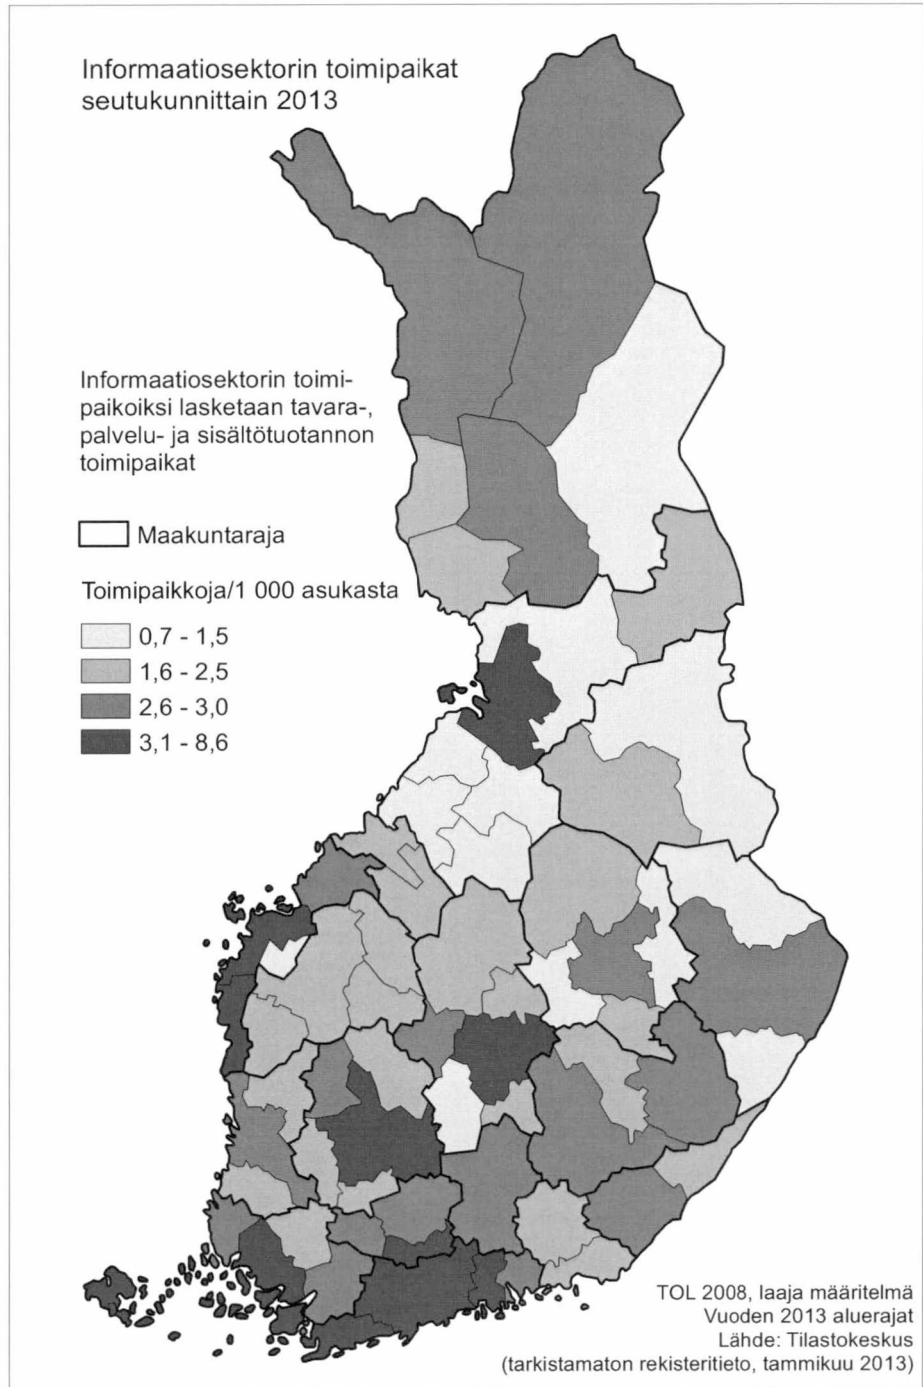 Informaatiosektorin toimipaikat
seutukunnittain 2013
Informaatiosektorin toimi-
paikoiksi lasketaan tavara-,
palvelu- ja sisältötuotannon
toimipaikat
Maakuntaraja
Toimipaikkoja/1 000 asukasta
0,7 - 1,5
1,6 - 2,5
2,6 - 3,0
3,1 - 8,6
TOL 2008, laaja määritelmä
Vuoden 2013 aluerajat
Lähde: Tilastokeskus
(tarkistamaton rekisteritieto, tammikuu 2013)